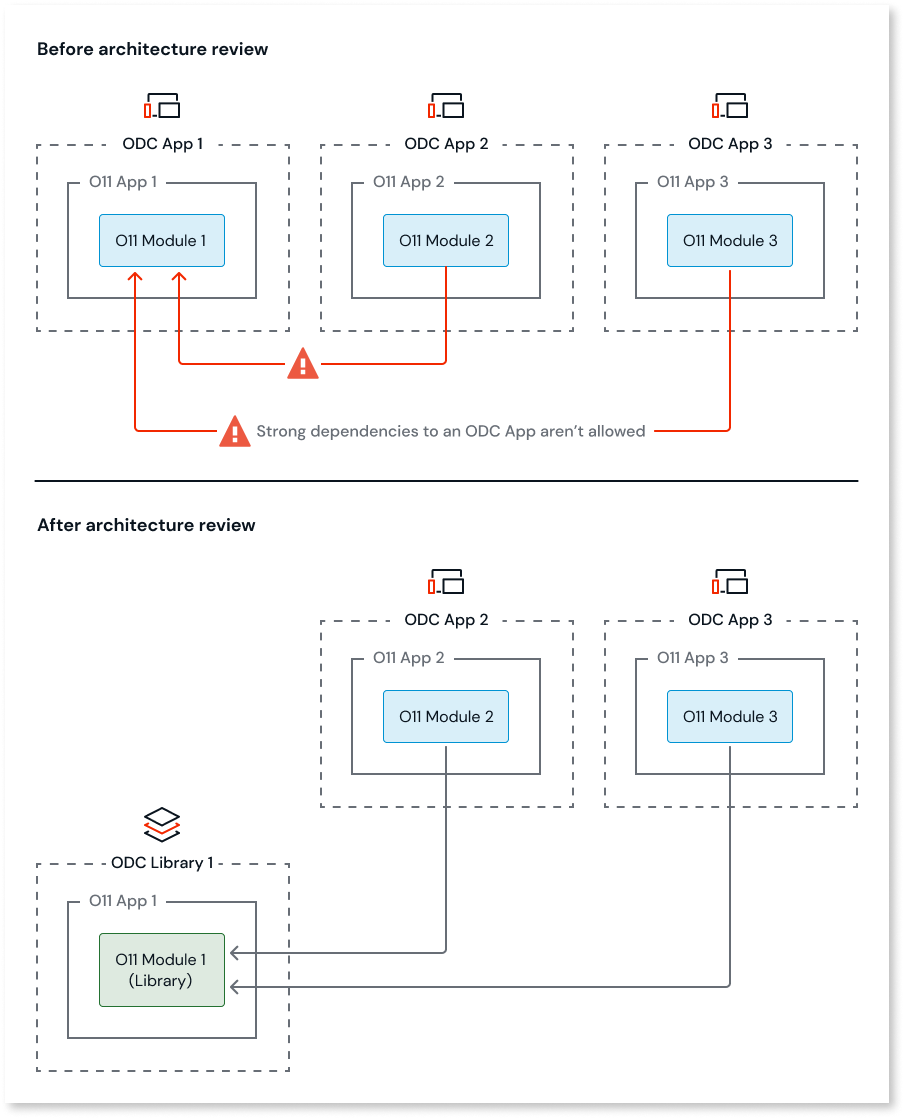 Before architecture review
ODC App 1
ODC App 2
ODC App 3
O11 App 1
O11 App 2
O11 App 3
O11 Module 1
O11 Module 2
O11 Module 3
Strong dependencies to an ODC App aren’t allowed
After architecture review
ODC App 2
ODC App 3
O11 App 2
O11 App 3
O11 Module 2
O11 Module 3
ODC Library 1
O11 App 1
O11 Module 1
(Library)